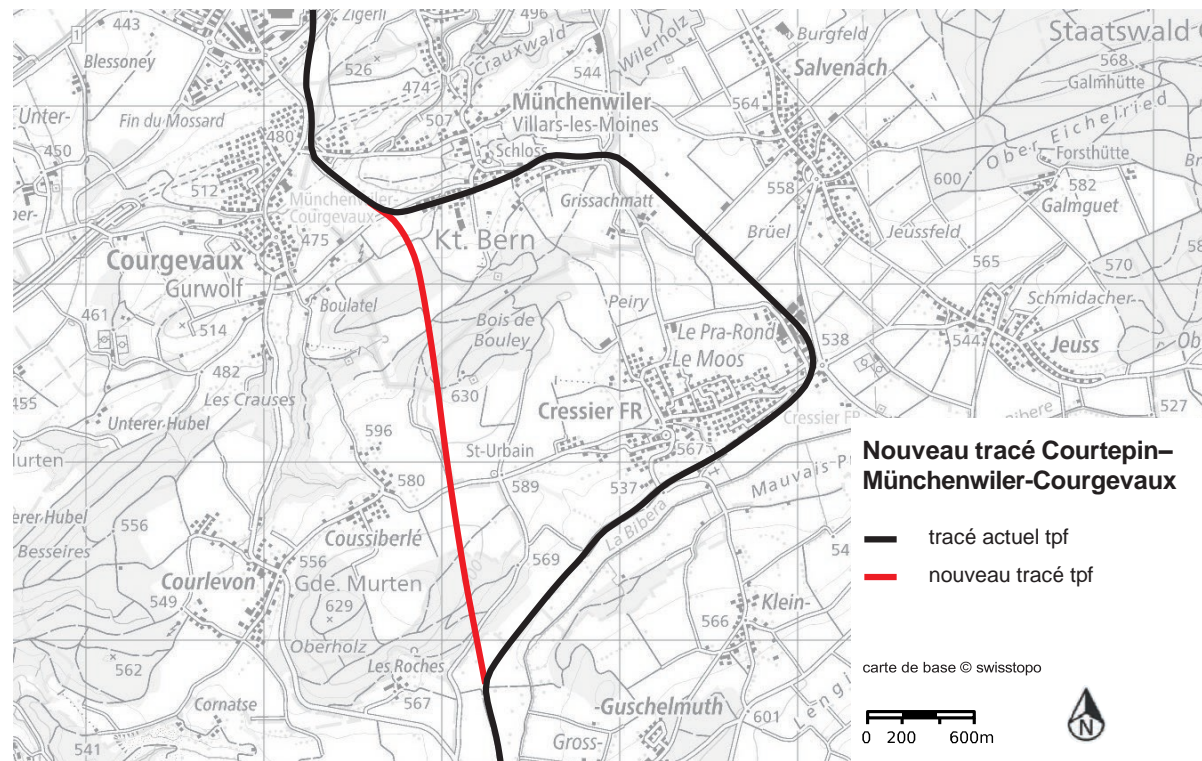 Zigerli
496
Staatswald
443
1
Burgfeld
Crauxwald
Wilerholz
568
Blessoney
526
544
Salvenach
Galmhütte
474
Unter-
Fin du Mossard
507
Münchenwiler
Villars-les-Moines
564
Eichelried
450
480
Schloss
Forsthütte
512
558
600
582
Galmguet
Münchenwiler-
Courgevaux
Grissachmatt
Brüel
Jeussfeld
475
Kt. Bern
Courgevaux
Gurwolf
565
570
Boulatel
Peiry
Schmidacher
461
514
Bois de
Bouley
Le Pra-Rond
538
544
Jeuss
Le Moos
482
Les Crauses
630
455
Cressier FR
Cressier FR
527
Unterer-Hubel
596
St-Urbain
567
580
589
537
Mauvais-
556
La Bibera
Besseires
Coussiberlé
569
556
Courlevon
Gde. Murten
549
629
566
Klein-
Oberholz
562
Les Roches
Cornatse
567
-Guschelmuth
601
541
Gross-
Nouveau tracé Courtepin–
Münchenwiler-Courgevaux
tracé actuel tpf
nouveau tracé tpf
carte de base © swisstopo
0 200 600m
N